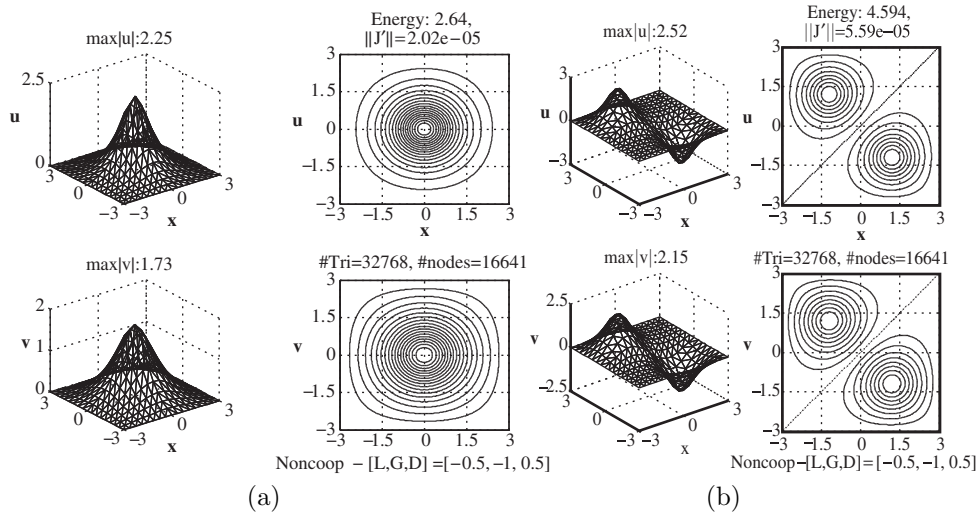 max|u|:2.25
Energy: 2.64,
||J'||=2.02e−05
max|u|:2.52
Energy: 4.594,
||J'||=5.59e−05
2.5
u
0
−3
−3
0
0
3
3
x
3
1.5
u
0
−1.5
−3
−3
−1.5
0
1.5
3
x
3
u
0
−3
3
0
−3
−3
0
3
x
3
1.5
u
0
−1.5
−3
−3
−1.5
0
1.5
3
x
max|v|:1.73
#Tri=32768, #nodes=16641
max|v|:2.15
#Tri=32768, #nodes=16641
2
v
1
0
3
0
−3
−3
0
3
x
3
1.5
v
0
−1.5
−3
−3
−1.5
0
1.5
3
2.5
v
0
−2.5
3
0
−3
−3
0
3
x
3
1.5
v
0
−1.5
−3
−3
−1.5
0
1.5
3
Noncoop −[L,G,D] =[−0.5, −1, 0.5]
Noncoop−[L,G,D]=[−0.5, −1, 0.5]
(a)
(b)